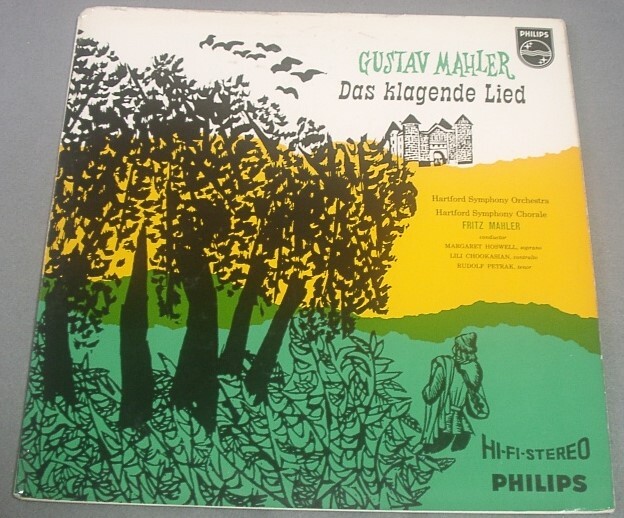 PHILIPS
GUSTAV MAHLER
Das klagende Lied
Hartford Symphony Orchestra
Hartford Symphony Chorale
FRITZ MAHLER
conductor
MARGARET HOSWELL, soprano
LILI CHOOKASIAN, contralto
RUDOLF PETRAK, tenor
HI-FI-STEREO
PHILIPS